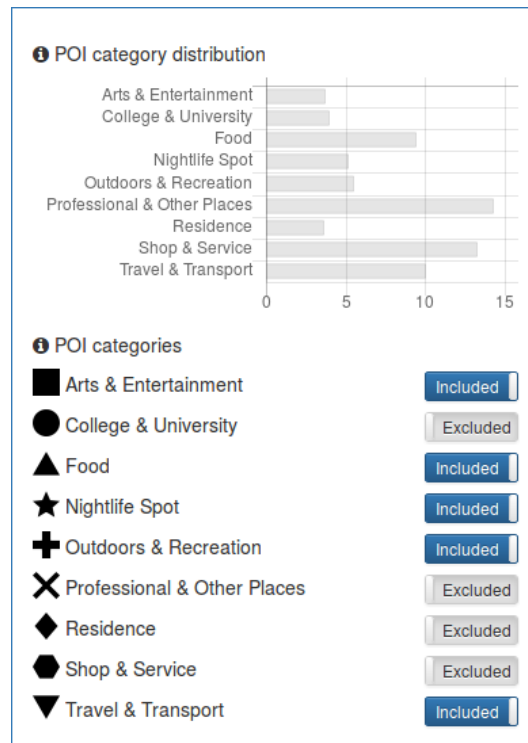 POI category distribution
Arts & Entertainment
College & University
Food
Nightlife Spot
Outdoors & Recreation
Professional & Other Places
Residence
Shop & Service
Travel & Transport
0 5 10 15
POI categories
Arts & Entertainment Included
College & University Excluded
Food Included
Nightlife Spot Included
Outdoors & Recreation Included
Professional & Other Places Excluded
Residence Excluded
Shop & Service Excluded
Travel & Transport Included